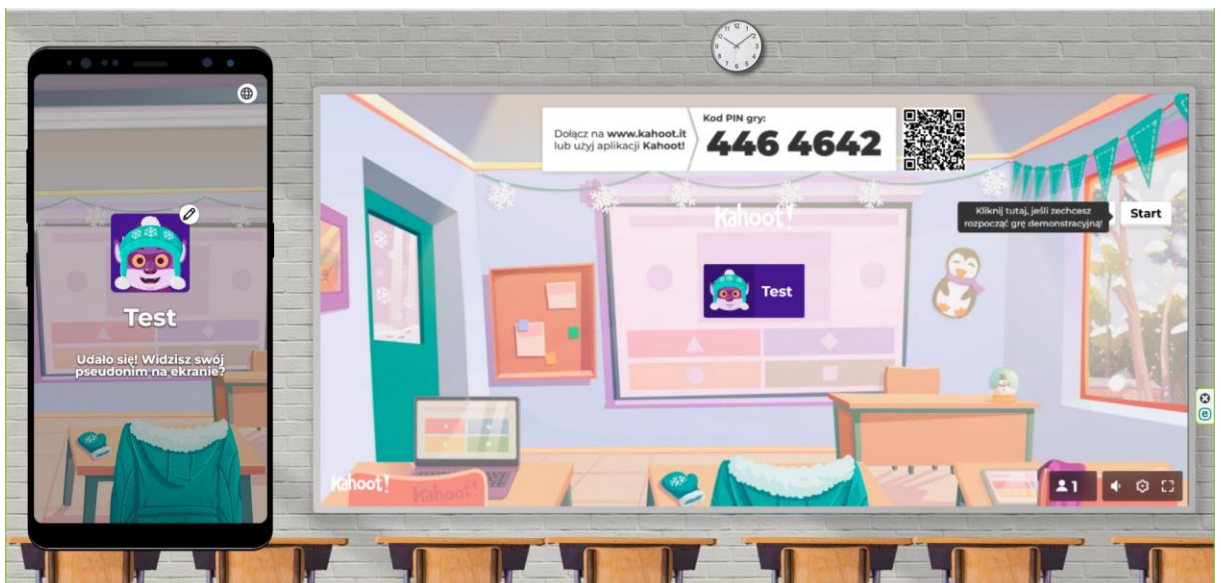 Test
Udało się! Widzisz swój
pseudonim na ekranie?
Dołącz na www.kahoot.it
lub użyj aplikacji Kahoot!
Kod PIN gry:
446 4642
Kahoot!
Kliknij tutaj, jeśli zechcesz
rozpocząć grę demonstracyjną!
Start
Test
Kahoot!
Kahoot!
1